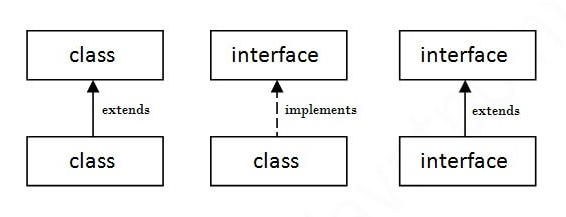 class
interface
interface
extends
implements
extends
class
class
interface